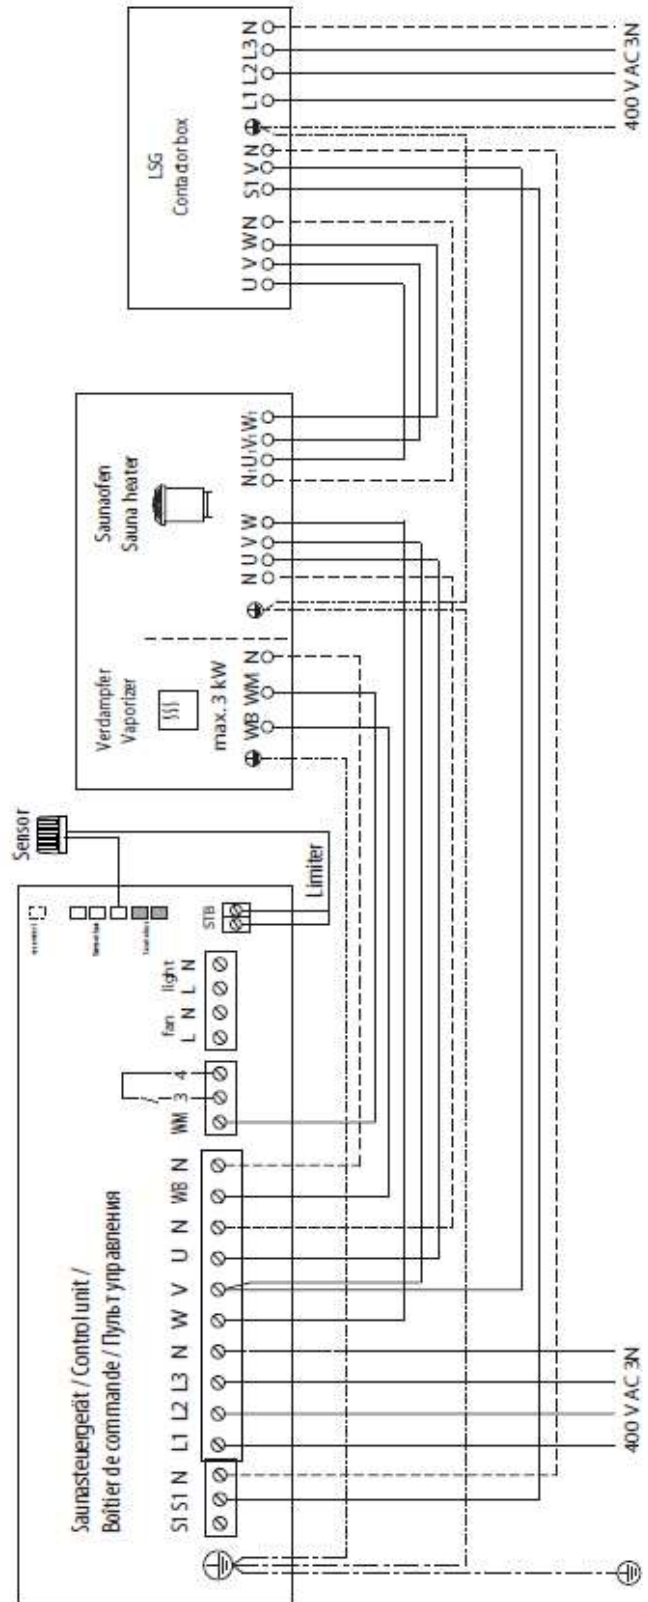 LSG
Contactor box
U V W N
S1 V N
L1 L2 L3 N
400 V AC 3N
Saunaofen
Sauna heater
N U V W
N1 U1 V1 W1
Verdampfer
Vaporizer
max. 3 kW
WB WM N
Sensor
Limiter
STB
fan light
L N L N
WM 3 4
Saunasteuergerät / Control unit /
Boîtier de commande / Пульт управления
S1 S1 N L1 L2 L3 N W V U N WB N
400 V AC 3N